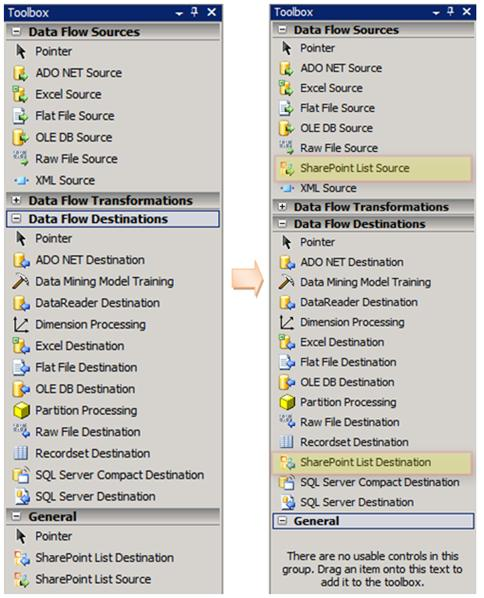 Toolbox
Data Flow Sources
Pointer
ADO NET Source
Excel Source
Flat File Source
OLE DB Source
Raw File Source
XML Source
Data Flow Transformations
Data Flow Destinations
Pointer
ADO NET Destination
Data Mining Model Training
DataReader Destination
Dimension Processing
Excel Destination
Flat File Destination
OLE DB Destination
Partition Processing
Raw File Destination
Recordset Destination
SQL Server Compact Destination
SQL Server Destination
General
Pointer
SharePoint List Destination
SharePoint List Source
Toolbox
Data Flow Sources
Pointer
ADO NET Source
Excel Source
Flat File Source
OLE DB Source
Raw File Source
SharePoint List Source
XML Source
Data Flow Transformations
Data Flow Destinations
Pointer
ADO NET Destination
Data Mining Model Training
DataReader Destination
Dimension Processing
Excel Destination
Flat File Destination
OLE DB Destination
Partition Processing
Raw File Destination
Recordset Destination
SharePoint List Destination
SQL Server Compact Destination
SQL Server Destination
General
There are no usable controls in this
group. Drag an item onto this text to
add it to the toolbox.